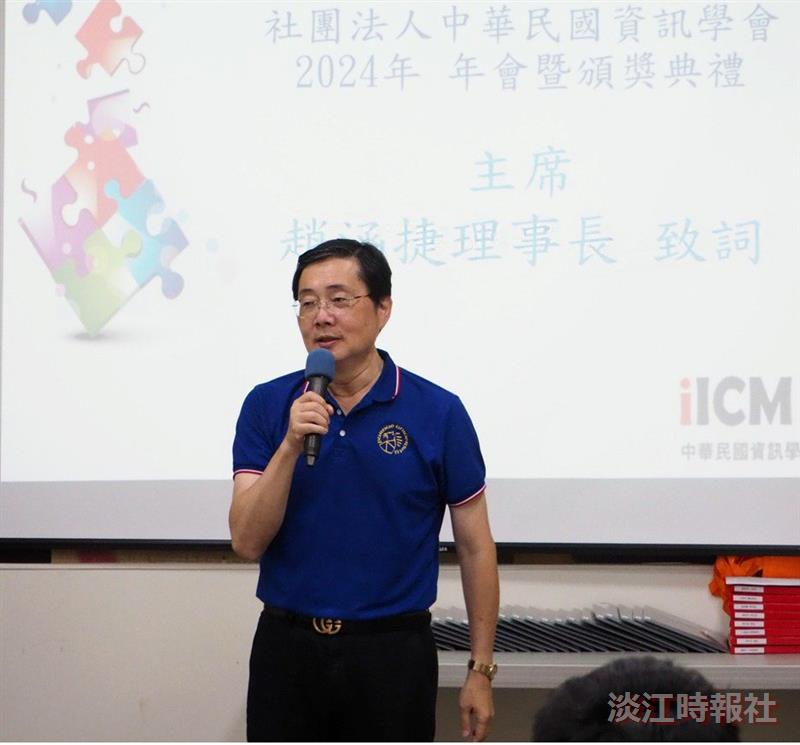 社團法人中華民國資訊學會
2024年 年會暨頒獎典禮
主席
趙涵捷理事長 致詞
iICM
中華民國資訊學
淡江時報社